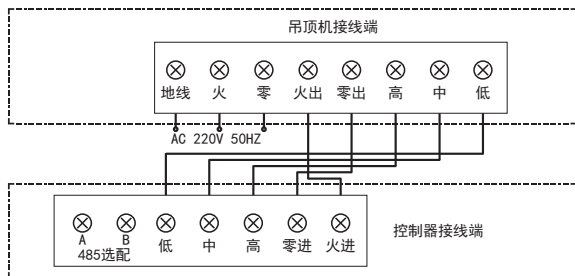 吊顶机接线端
地线 火 零 火出 零出 高 中 低
AC 220V 50HZ
A B 低 中 高 零进 火进
485选配
控制器接线端